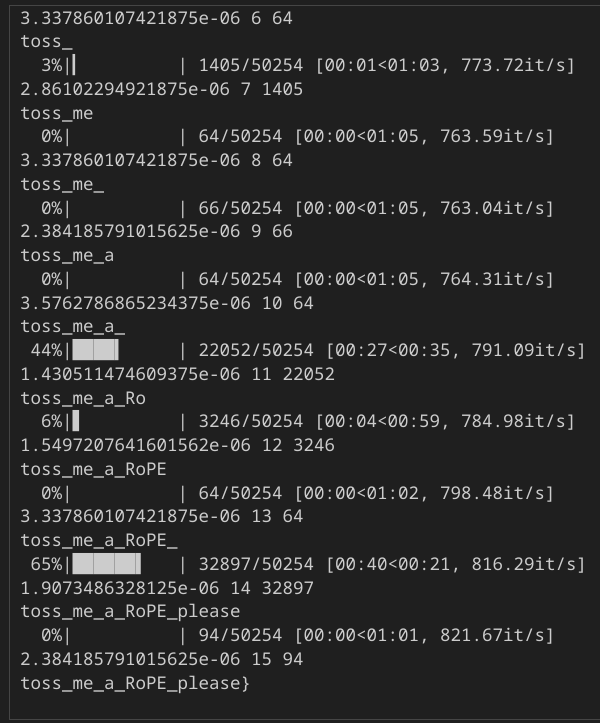 3.337860107421875e-06 6 64
toss_
3%| | 1405/50254 [00:01<01:03, 773.72it/s]
2.86102294921875e-06 7 1405
toss_me
0%| | 64/50254 [00:00<01:05, 763.59it/s]
3.337860107421875e-06 8 64
toss_me_
0%| | 66/50254 [00:00<01:05, 763.04it/s]
2.384185791015625e-06 9 66
toss_me_a
0%| | 64/50254 [00:00<01:05, 764.31it/s]
3.5762786865234375e-06 10 64
toss_me_a_
44%| | 22052/50254 [00:27<00:35, 791.09it/s]
1.430511474609375e-06 11 22052
toss_me_a_Ro
6%| | 3246/50254 [00:04<00:59, 784.98it/s]
1.5497207641601562e-06 12 3246
toss_me_a_RoPE
0%| | 64/50254 [00:00<01:02, 798.48it/s]
3.337860107421875e-06 13 64
toss_me_a_RoPE_
65%| | 32897/50254 [00:40<00:21, 816.29it/s]
1.9073486328125e-06 14 32897
toss_me_a_RoPE_please
0%| | 94/50254 [00:00<01:01, 821.67it/s]
2.384185791015625e-06 15 94
toss_me_a_RoPE_please}